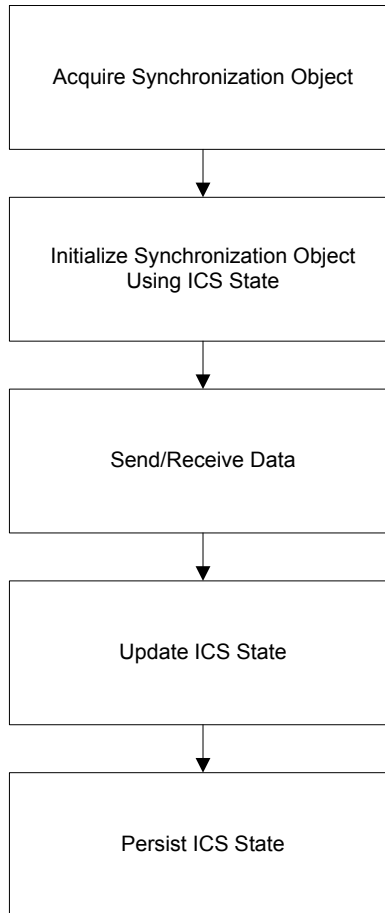 Acquire Synchronization Object
Initialize Synchronization Object
Using ICS State
Send/Receive Data
Update ICS State
Persist ICS State